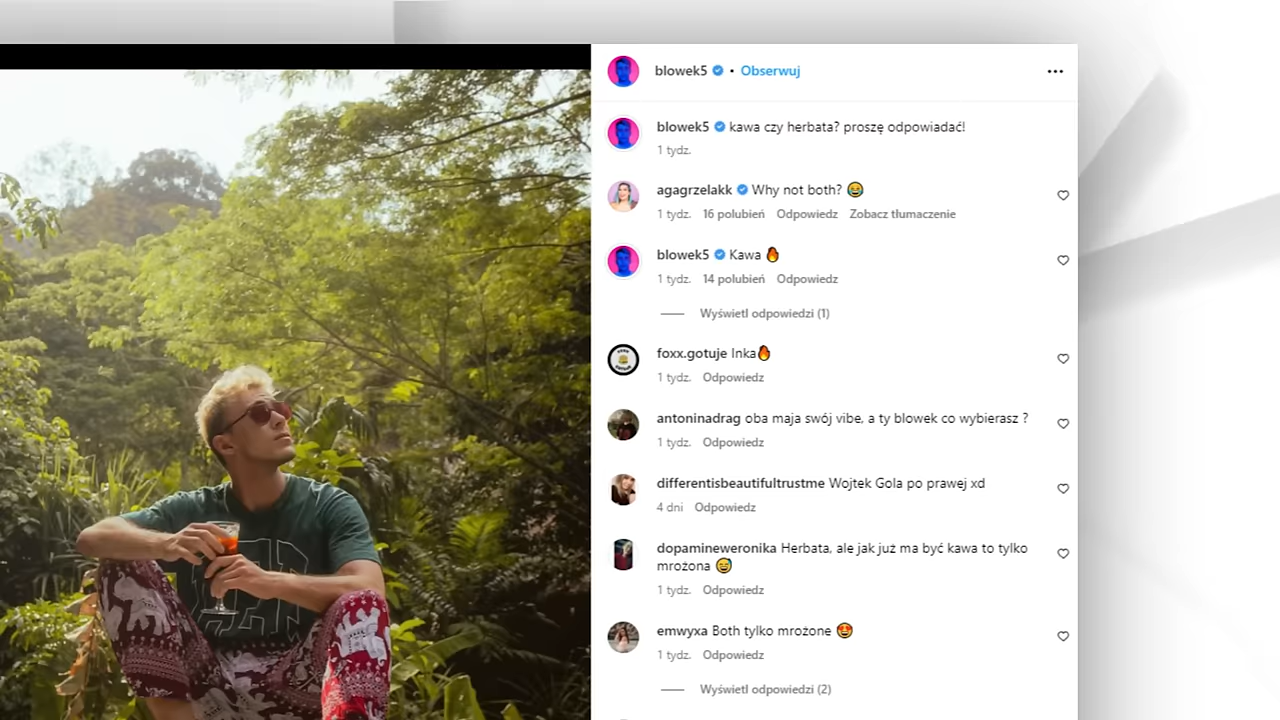 blowek5 • Obserwuj
blowek5 kawa czy herbata? proszę odpowiadać!
1 tydz.
agagrzelakk Why not both? 😂
1 tydz. 16 polubień Odpowiedz Zobacz tłumaczenie
blowek5 Kawa 🔥
1 tydz. 14 polubień Odpowiedz
Wyświetl odpowiedzi (1)
foxx.gotuje Inka🔥
1 tydz. Odpowiedz
antoninadrag oba maja swój vibe, a ty blowek co wybierasz ?
1 tydz. Odpowiedz
differentisbeautifultrustme Wojtek Gola po prawej xd
4 dni Odpowiedz
dopamineweronika Herbata, ale jak już ma być kawa to tylko
mrożona 😅
1 tydz. Odpowiedz
emwyxa Both tylko mrożone 😍
1 tydz. Odpowiedz
Wyświetl odpowiedzi (2)